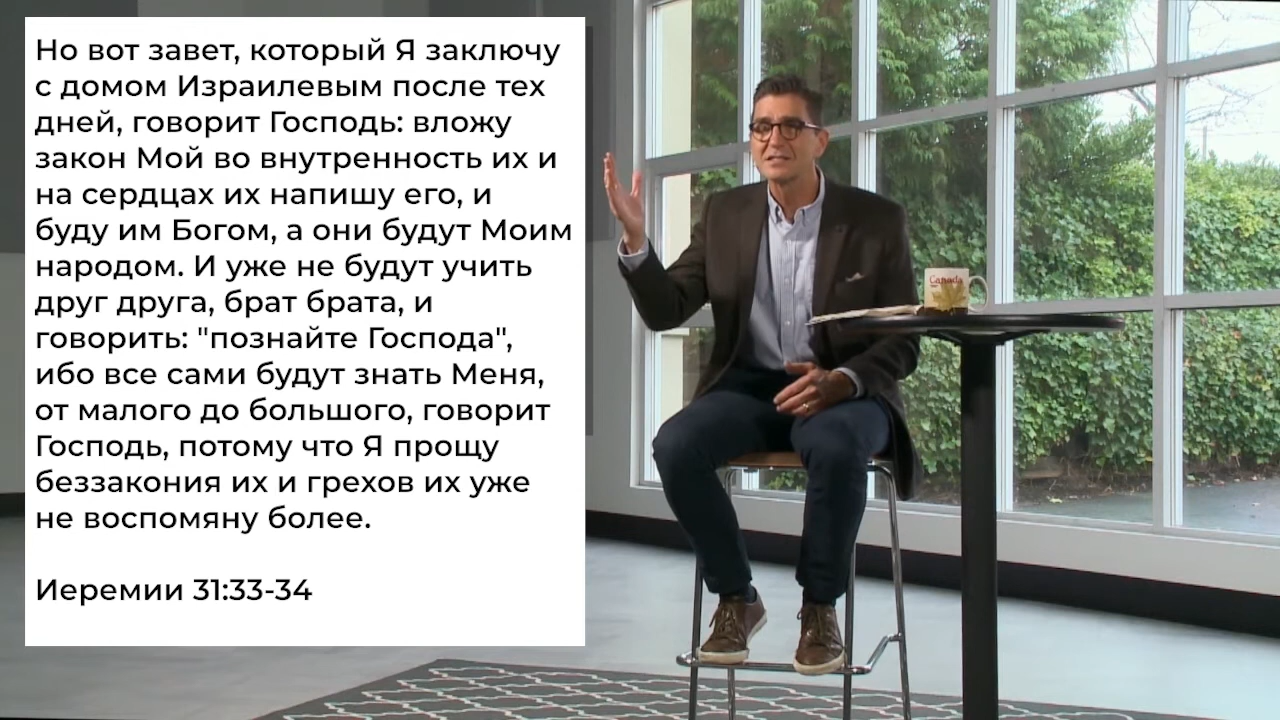 Но вот завет, который Я заключу
с домом Израилевым после тех
дней, говорит Господь: вложу
закон Мой во внутренность их и
на сердцах их напишу его, и
буду им Богом, а они будут Моим
народом. И уже не будут учить
друг друга, брат брата, и
говорить: "познайте Господа",
ибо все сами будут знать Меня,
от малого до большого, говорит
Господь, потому что Я прощу
беззакония их и грехов их уже
не воспомяну более.
Иеремии 31:33-34
Canada